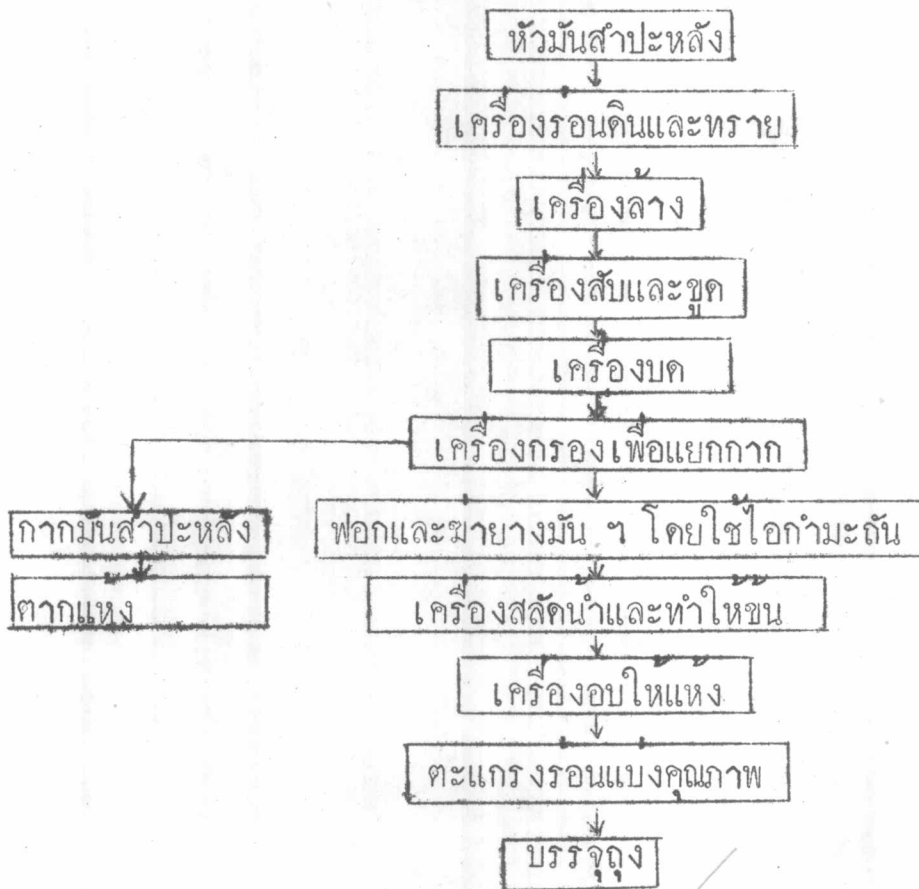 หัวมันสำปะหลัง
เครื่องร่อนดินและทราย
เครื่องล้าง
เครื่องสับและขูด
เครื่องบด
เครื่องกรองเพื่อแยกกาก
กากมันสำปะหลัง
ฟอกและฆ่ายางมัน ฯ โดยใช้ไอกำมะถัน
ตากแห้ง
เครื่องสลัดน้ำและทำให้ข้น
เครื่องอบให้แห้ง
ตะแกรงร่อนแบ่งคุณภาพ
บรรจุถุง